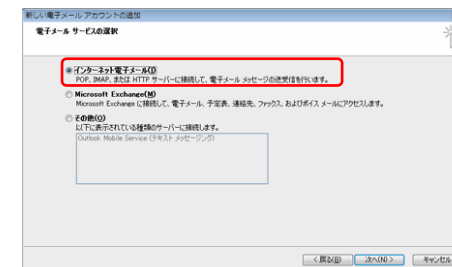 新しい電子メール アカウントの追加
電子メール サービスの選択
インターネット電子メール(I)
POP、IMAP、または HTTP サーバーに接続して、電子メール メッセージの送受信を行います。
Microsoft Exchange(M)
Microsoft Exchange に接続して、電子メール、予定表、連絡先、ファックス、およびボイス メールにアクセスします。
その他(O)
以下に表示されている種類のサーバーに接続します。
Outlook Mobile Service (テキスト メッセージング)
< 戻る(B) 次へ(N) > キャンセル